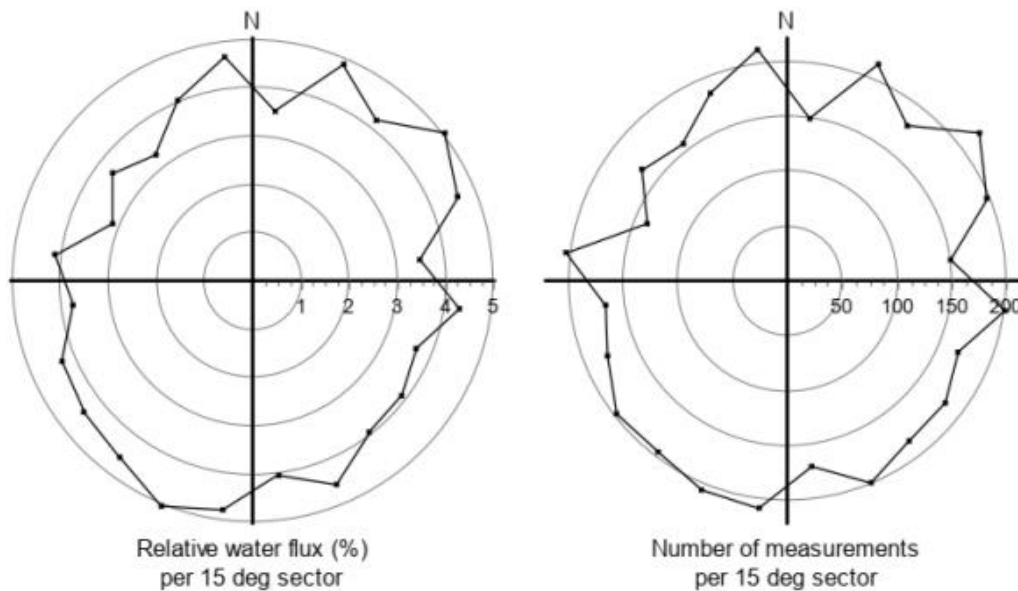 N
N
1 2 3 4 5
50 100 150 200
Relative water flux (%)
per 15 deg sector
Number of measurements
per 15 deg sector